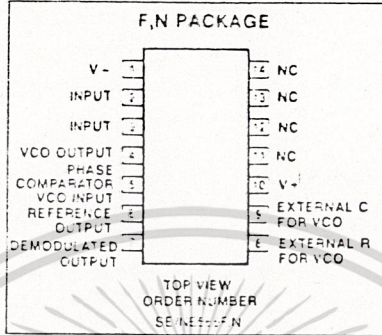 F,N PACKAGE
V- 1
14 NC
INPUT 2
13 NC
INPUT 3
12 NC
VCO OUTPUT 4
11 NC
PHASE
COMPARATOR 5
VCO INPUT
10 V+
REFERENCE 6
OUTPUT
9 EXTERNAL C
FOR VCO
DEMODULATED 7
OUTPUT
8 EXTERNAL R
FOR VCO
TOP VIEW
ORDER NUMBER